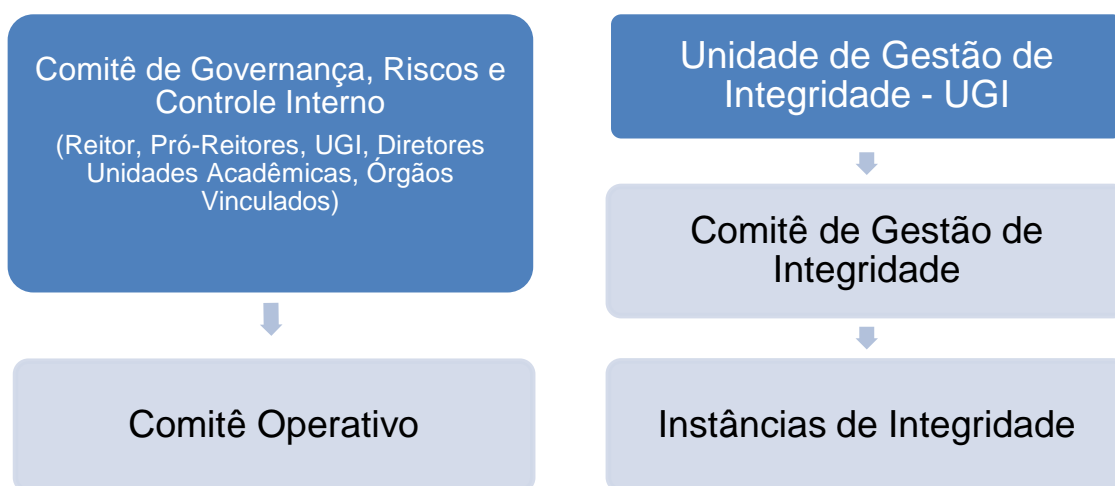 Comitê de Governança, Riscos e
Controle Interno
(Reitor, Pró-Reitores, UGI, Diretores
Unidades Acadêmicas, Órgãos
Vinculados)
Comitê Operativo
Unidade de Gestão de
Integridade - UGI
Comitê de Gestão de
Integridade
Instâncias de Integridade